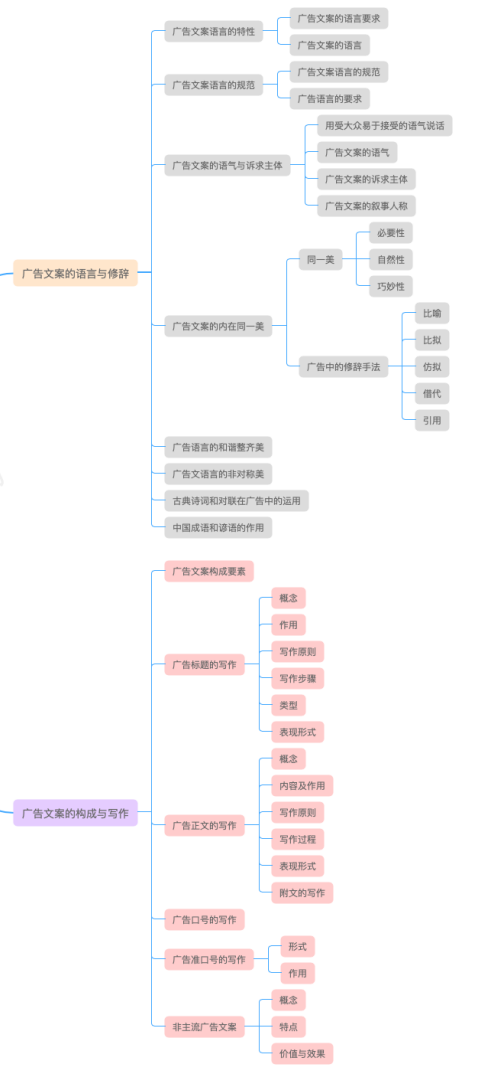 广告文案的语言与修辞
广告文案语言的特性
广告文案的语言要求
广告文案的语言
广告文案语言的规范
广告文案语言的规范
广告语言的要求
广告文案的语气与诉求主体
用受大众易于接受的语气说话
广告文案的语气
广告文案的诉求主体
广告文案的叙事人称
广告文案的内在同一美
同一美
必要性
自然性
巧妙性
广告中的修辞手法
比喻
比拟
仿拟
借代
引用
广告语言的和谐整齐美
广告文语言的非对称美
古典诗词和对联在广告中的运用
中国成语和谚语的作用
广告文案的构成与写作
广告文案构成要素
广告标题的写作
概念
作用
写作原则
写作步骤
类型
表现形式
广告正文的写作
概念
内容及作用
写作原则
写作过程
表现形式
附文的写作
广告口号的写作
广告准口号的写作
形式
作用
非主流广告文案
概念
特点
价值与效果